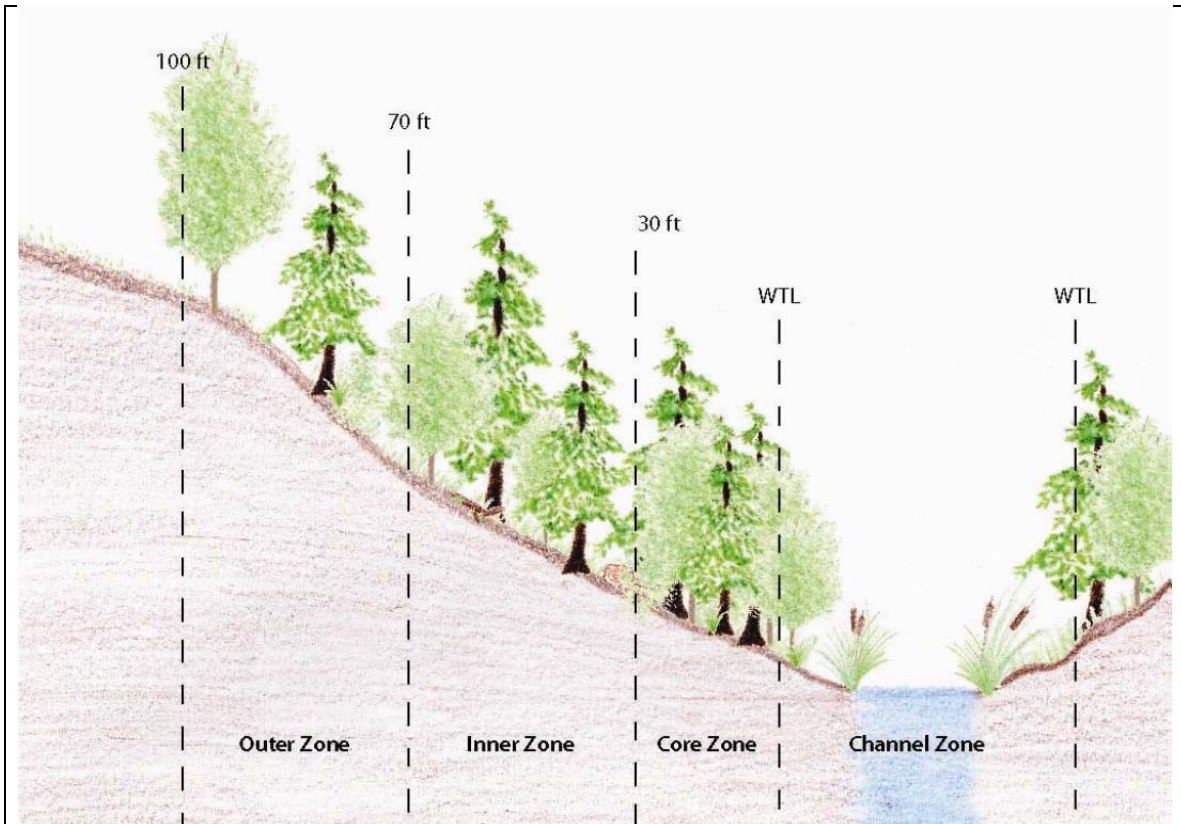 100 ft
70 ft
30 ft
WTL
WTL
Outer Zone
Inner Zone
Core Zone
Channel Zone